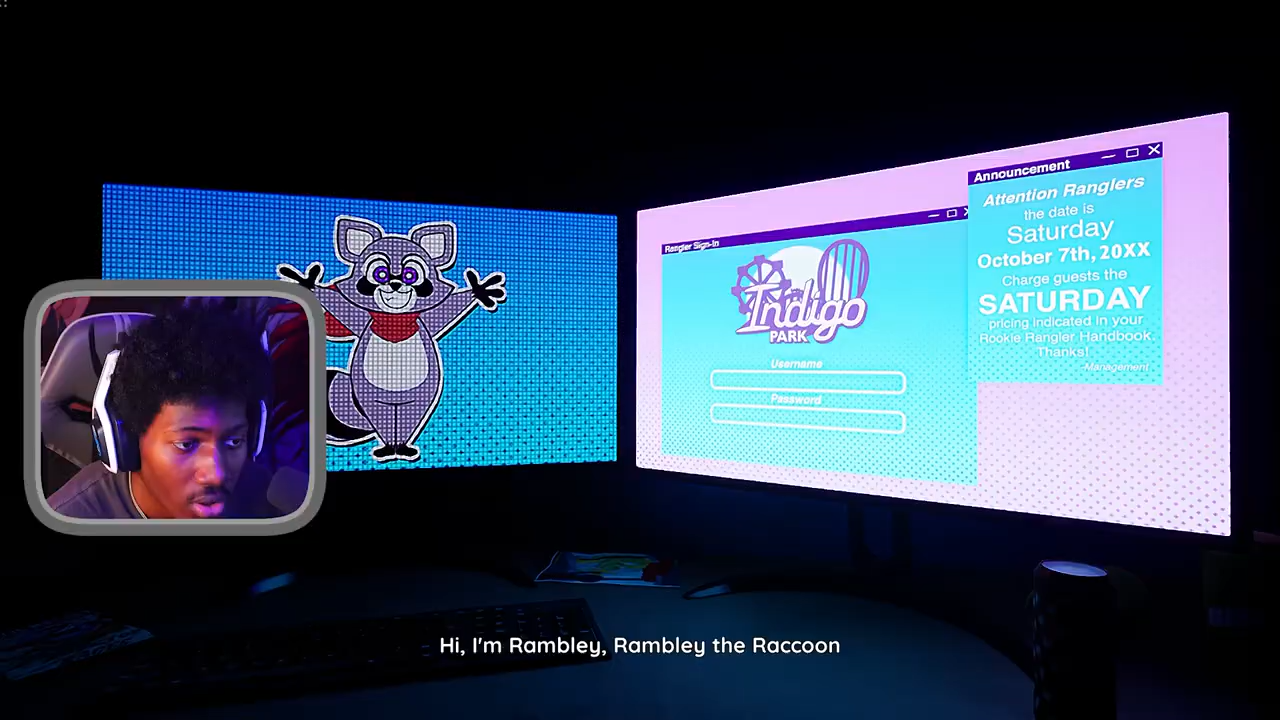 Rangler Sign-In
Indigo
PARK
Username
Password
Announcement
Attention Ranglers
the date is
Saturday
October 7th, 20XX
Charge guests the
SATURDAY
pricing indicated in your
Rookie Rangler Handbook.
Thanks!
Management
Hi, I'm Rambley, Rambley the Raccoon